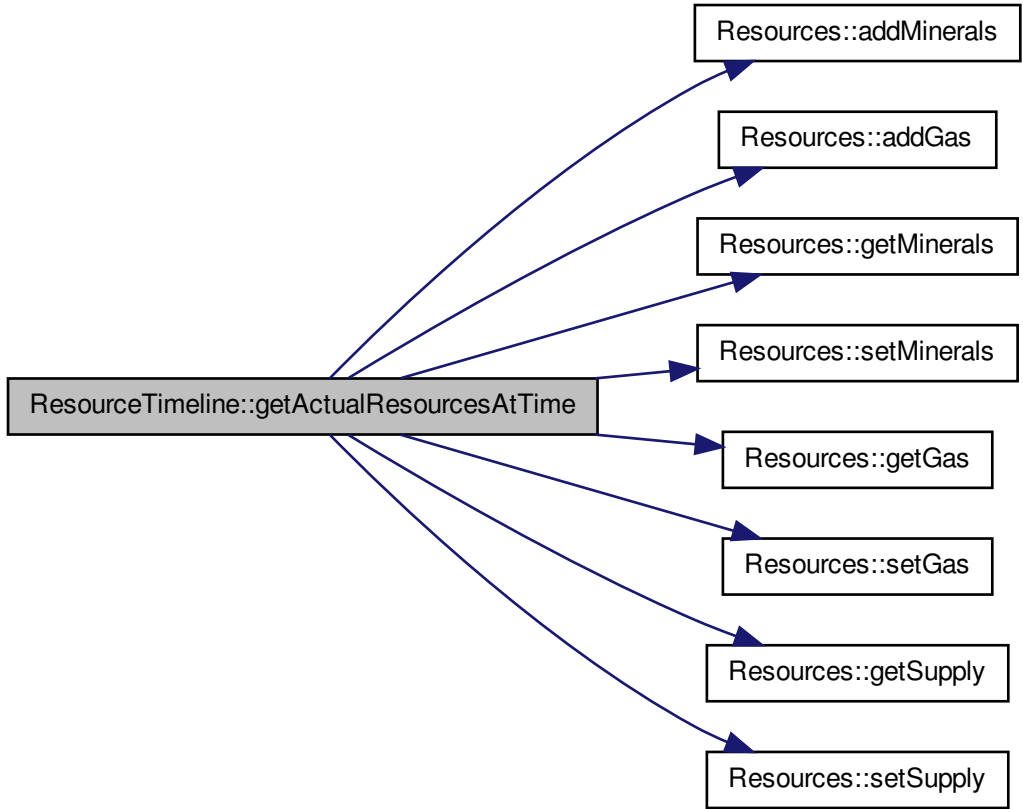 Resources::addMinerals
Resources::addGas
Resources::getMinerals
Resources::setMinerals
ResourceTimeline::getActualResourcesAtTime
Resources::getGas
Resources::setGas
Resources::getSupply
Resources::setSupply